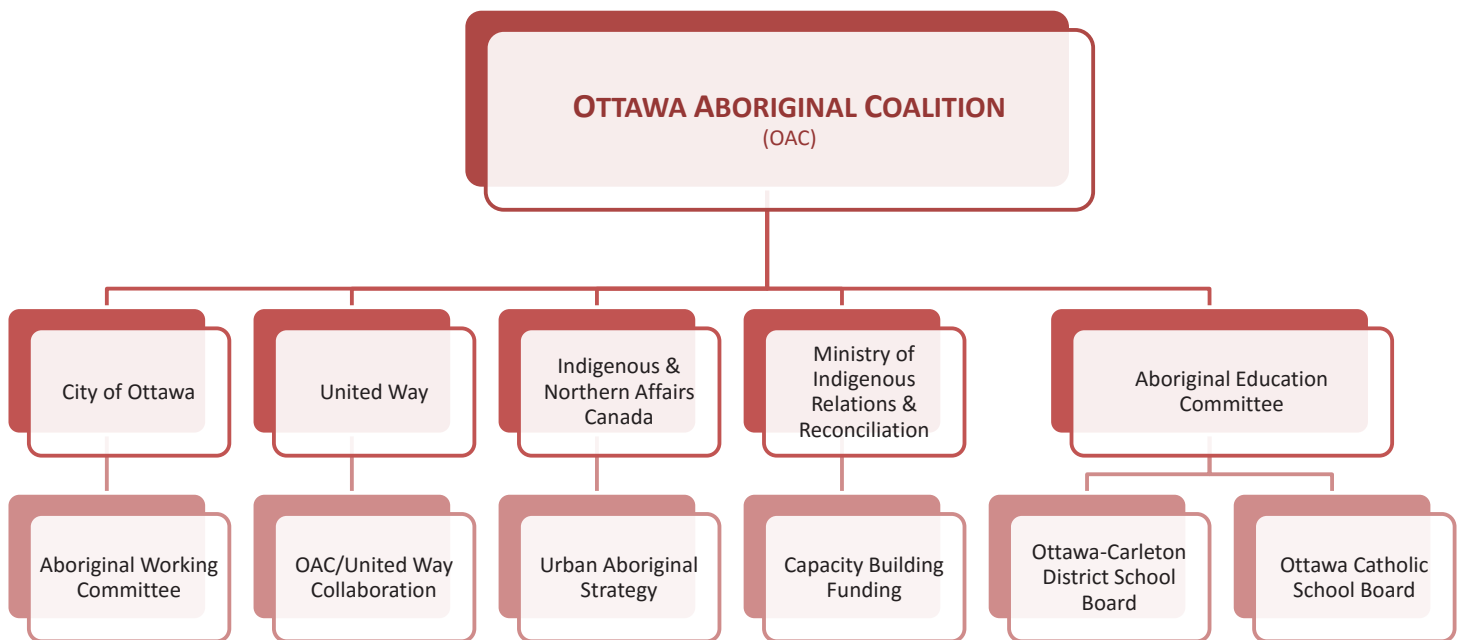 OTTAWA ABORIGINAL COALITION
(OAC)
City of Ottawa
United Way
Indigenous &
Northern Affairs
Canada
Ministry of
Indigenous
Relations &
Reconciliation
Aboriginal Education
Committee
Aboriginal Working
Committee
OAC/United Way
Collaboration
Urban Aboriginal
Strategy
Capacity Building
Funding
Ottawa-Carleton
District School
Board
Ottawa Catholic
School Board